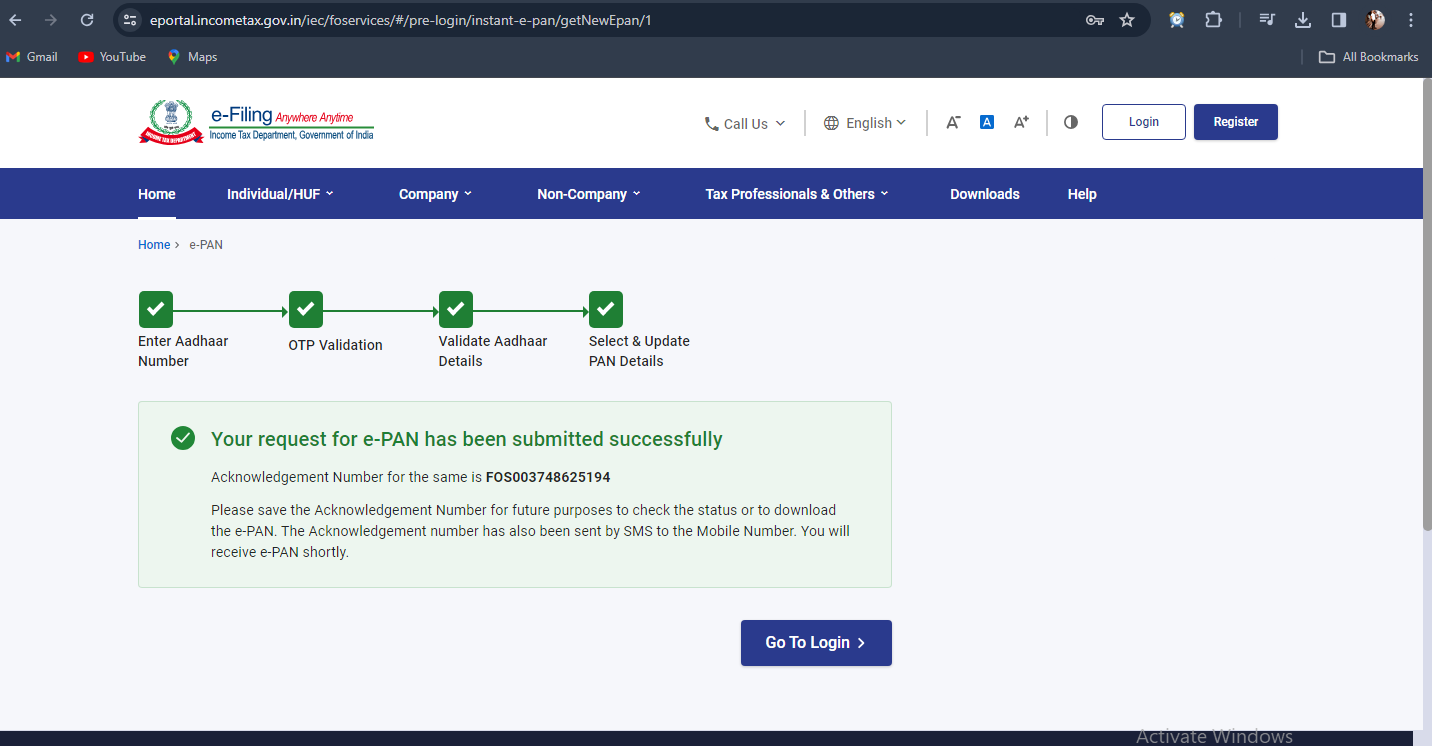 eportal.incometax.gov.in/iec/foservices/#/pre-login/instant-e-pan/getNewEpan/1
Gmail YouTube Maps All Bookmarks
e-Filing Anywhere Anytime
Income Tax Department, Government of India
INCOME TAX DEPARTMENT
Call Us English A- A A+ Login Register
Home Individual/HUF Company Non-Company Tax Professionals & Others Downloads Help
Home > e-PAN
Enter Aadhaar
Number
OTP Validation
Validate Aadhaar
Details
Select & Update
PAN Details
Your request for e-PAN has been submitted successfully
Acknowledgement Number for the same is FOS003748625194
Please save the Acknowledgement Number for future purposes to check the status or to download
the e-PAN. The Acknowledgement number has also been sent by SMS to the Mobile Number. You will
receive e-PAN shortly.
Go To Login >
Activate Windows